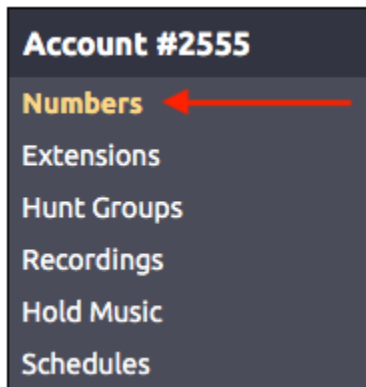 Account #2555
Numbers
Extensions
Hunt Groups
Recordings
Hold Music
Schedules